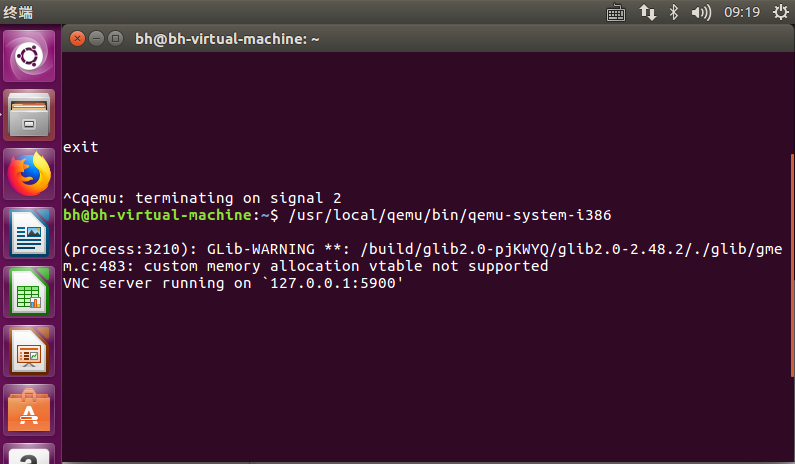 终端
09:19
bh@bh-virtual-machine: ~
exit
^Cqemu: terminating on signal 2
bh@bh-virtual-machine:~$ /usr/local/qemu/bin/qemu-system-i386
(process:3210): GLib-WARNING **: /build/glib2.0-pjKWYQ/glib2.0-2.48.2/./glib/gme
m.c:483: custom memory allocation vtable not supported
VNC server running on `127.0.0.1:5900'